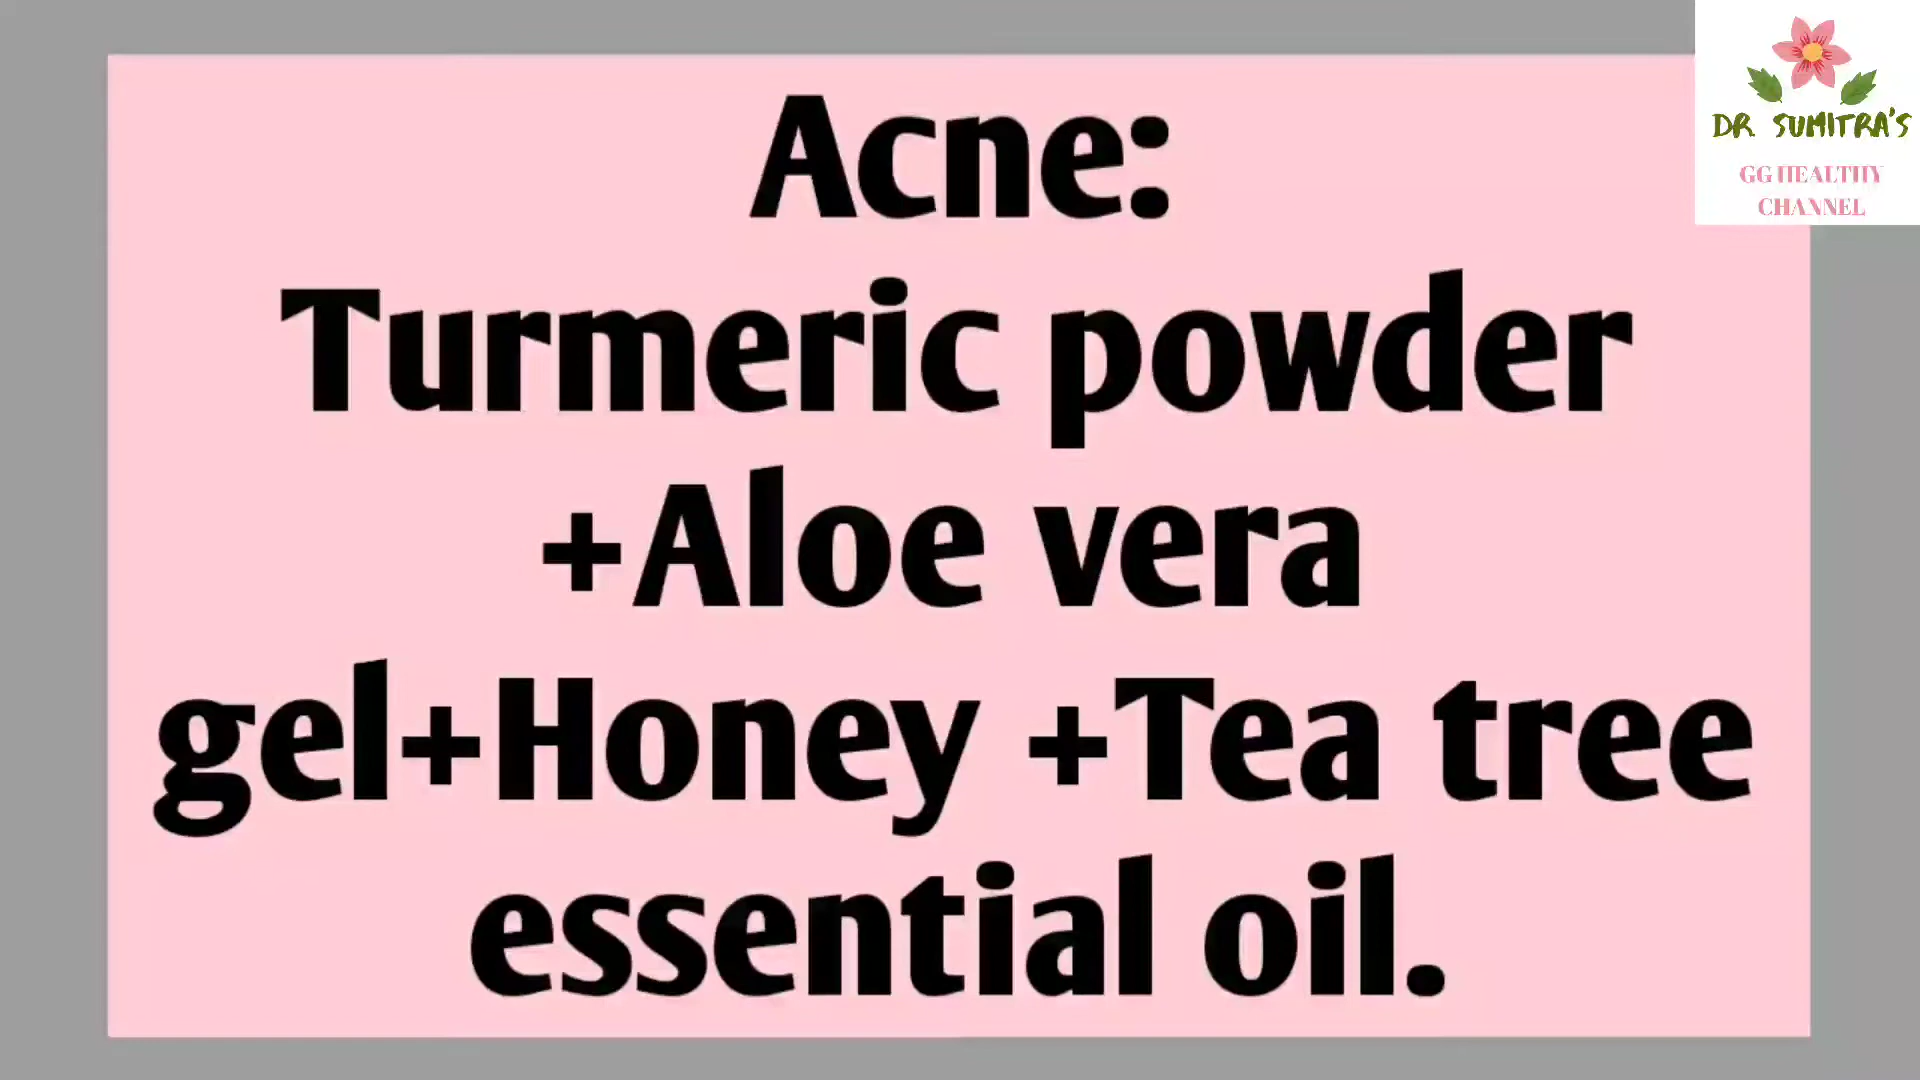 Acne:
Turmeric powder
+Aloe vera
gel+Honey +Tea tree
essential oil.
DR. SUMITRA'S
GG HEALTHY
CHANNEL